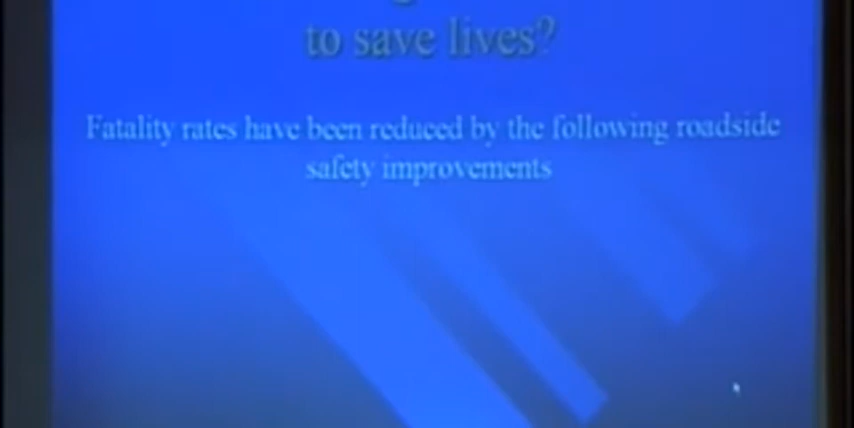 to save lives?
Fatality rates have been reduced by the following roadside
safety improvements